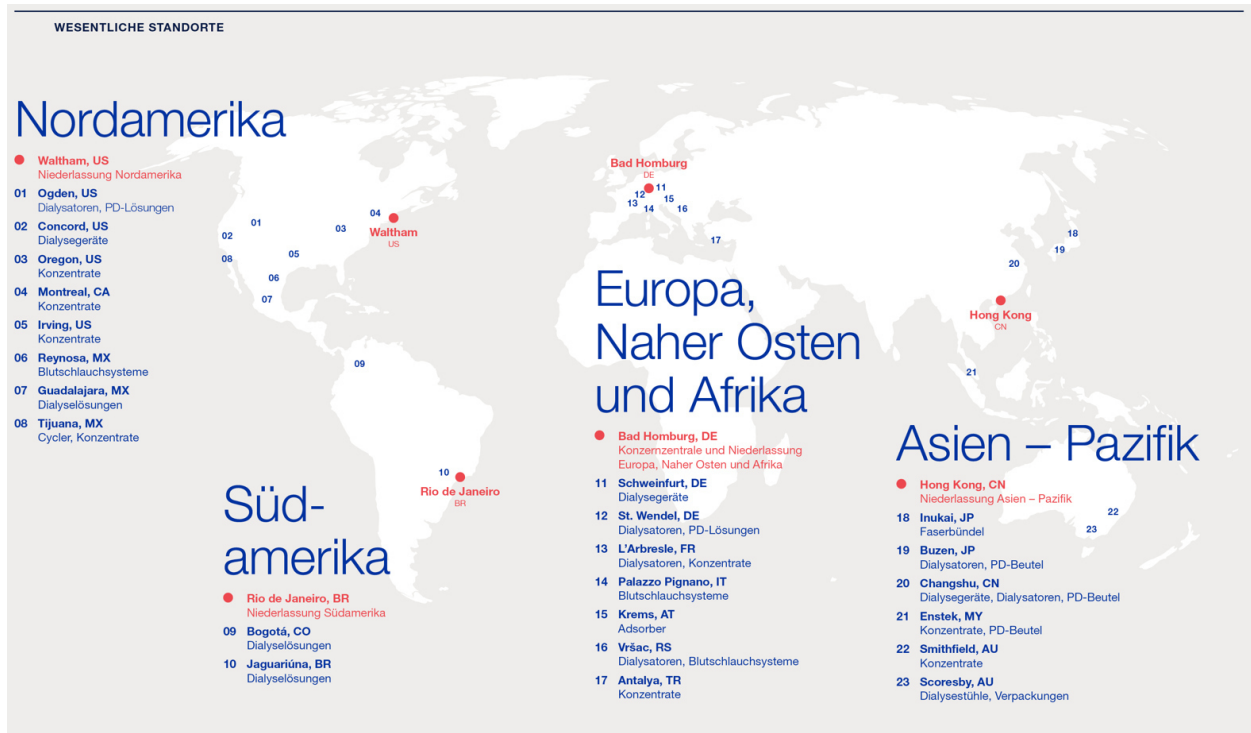 WESENTLICHE STANDORTE
Nordamerika
Waltham, US
Niederlassung Nordamerika
01 Ogden, US
Dialysatoren, PD-Lösungen
02 Concord, US
Dialysegeräte
03 Oregon, US
Konzentrate
04 Montreal, CA
Konzentrate
05 Irving, US
Konzentrate
06 Reynosa, MX
Blutschlauchsysteme
07 Guadalajara, MX
Dialyselösungen
08 Tijuana, MX
Cycler, Konzentrate
01
02
03
04
Waltham
US
05
08
06
07
09
10
Rio de Janeiro
BR
Süd-
amerika
Rio de Janeiro, BR
Niederlassung Südamerika
09 Bogotá, CO
Dialyselösungen
10 Jaguariúna, BR
Dialyselösungen
Bad Homburg
DE
11
12
13
14
15
16
17
Europa,
Naher Osten
und Afrika
Bad Homburg, DE
Konzernzentrale und Niederlassung
Europa, Naher Osten und Afrika
11 Schweinfurt, DE
Dialysegeräte
12 St. Wendel, DE
Dialysatoren, PD-Lösungen
13 L'Arbresle, FR
Dialysatoren, Konzentrate
14 Palazzo Pignano, IT
Blutschlauchsysteme
15 Krems, AT
Adsorber
16 Vršac, RS
Dialysatoren, Blutschlauchsysteme
17 Antalya, TR
Konzentrate
18
19
20
Hong Kong
CN
21
22
23
Asien – Pazifik
Hong Kong, CN
Niederlassung Asien – Pazifik
18 Inukai, JP
Faserbündel
19 Buzen, JP
Dialysatoren, PD-Beutel
20 Changshu, CN
Dialysegeräte, Dialysatoren, PD-Beutel
21 Enstek, MY
Konzentrate, PD-Beutel
22 Smithfield, AU
Konzentrate
23 Scoresby, AU
Dialysestühle, Verpackungen